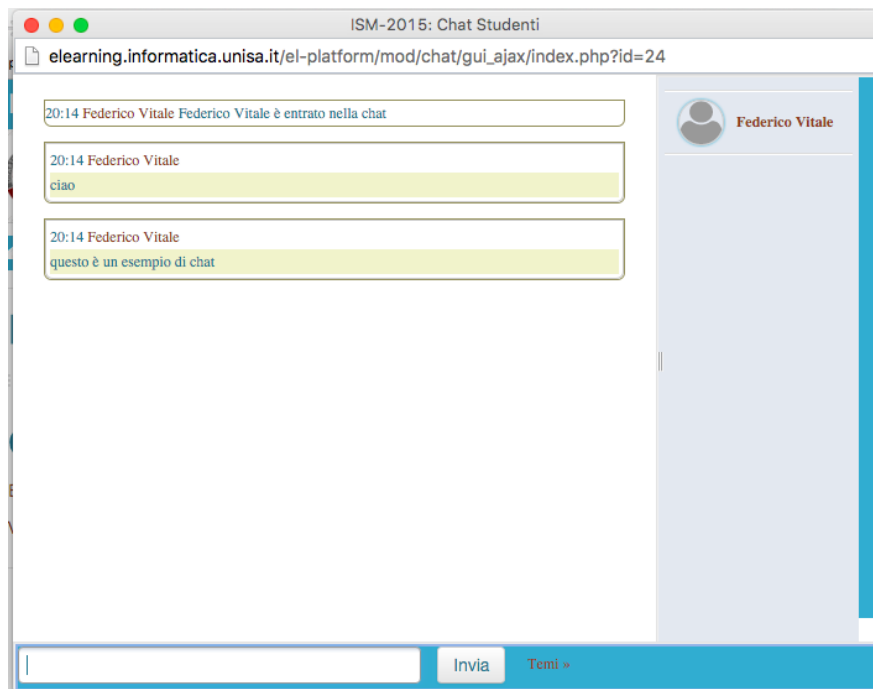 ISM-2015: Chat Studenti
elearning.informatica.unisa.it/el-platform/mod/chat/gui_ajax/index.php?id=24
20:14 Federico Vitale Federico Vitale è entrato nella chat
20:14 Federico Vitale
ciao
20:14 Federico Vitale
questo è un esempio di chat
Federico Vitale
Invia
Temi »